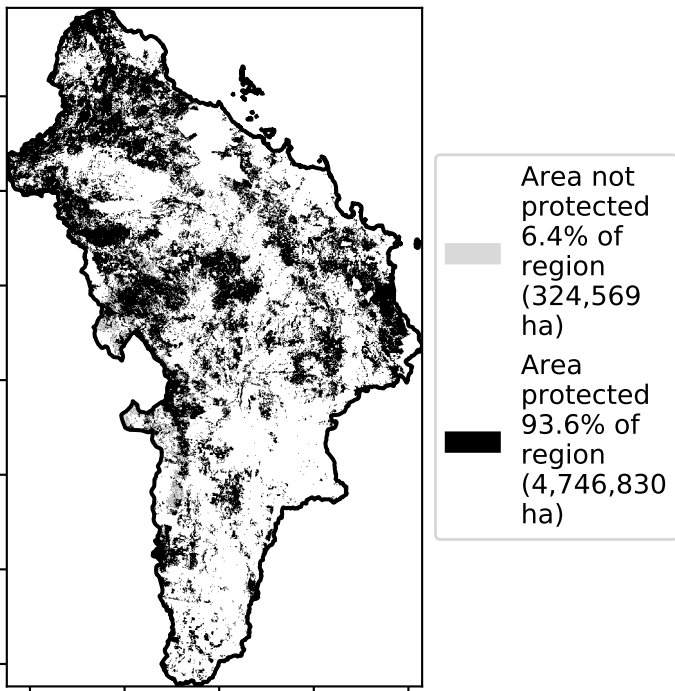 Area not
protected
6.4% of
region
(324,569
ha)
Area
protected
93.6% of
region
(4,746,830
ha)